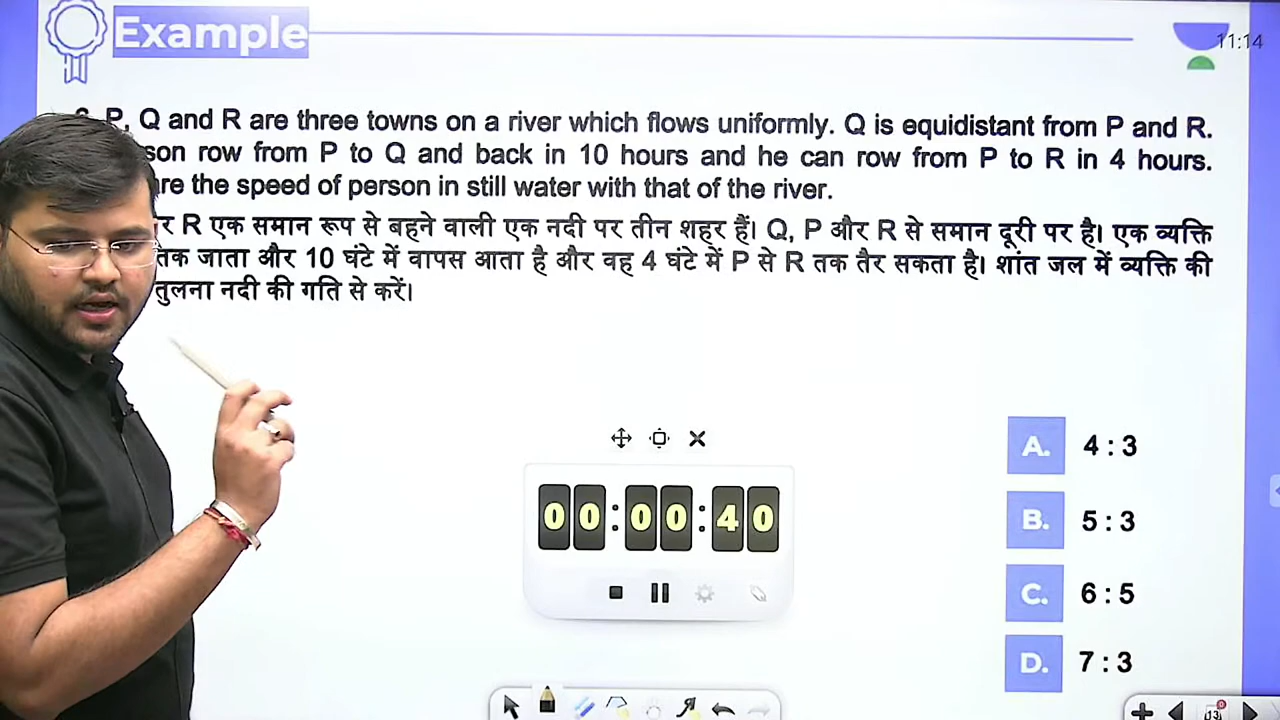 Example
11:14
P, Q and R are three towns on a river which flows uniformly. Q is equidistant from P and R.
son row from P to Q and back in 10 hours and he can row from P to R in 4 hours.
re the speed of person in still water with that of the river.
र R एक समान रूप से बहने वाली एक नदी पर तीन शहर हैं। Q, P और R से समान दूरी पर है। एक व्यक्ति
तक जाता और 10 घंटे में वापस आता है और वह 4 घंटे में P से R तक तैर सकता है। शांत जल में व्यक्ति की
तुलना नदी की गति से करें।
00:00:40
A. 4 : 3
B. 5 : 3
C. 6 : 5
D. 7 : 3
13